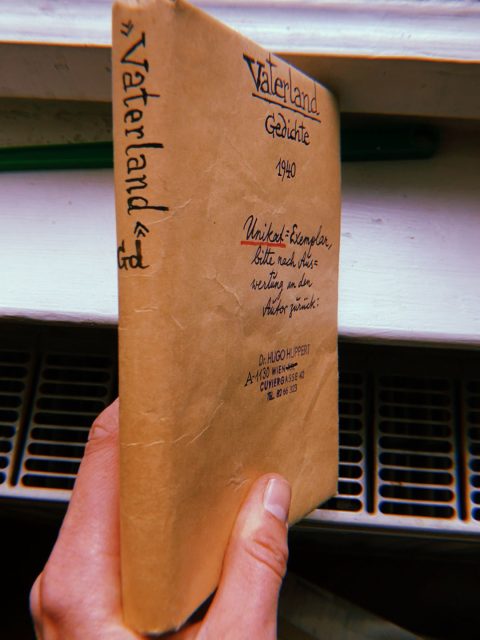 »Vaterland«
Vaterland
Gedichte
1940
Unikat=Exemplar,
bitte nach Aus=
wertung an den
Autor zurück:
Dr. HUGO HUPPERT
A-1130 WIEN
CUVIERGASSE 40
TEL. 82 66 323